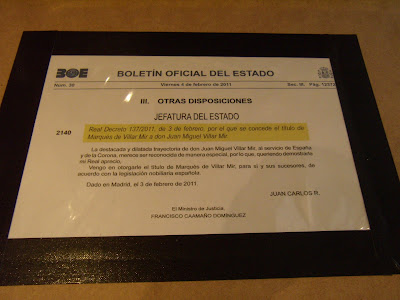 BOE
BOLETÍN OFICIAL DEL ESTADO
Núm. 30 Viernes 4 de febrero de 2011 Sec. III. Pág.
III. OTRAS DISPOSICIONES
JEFATURA DEL ESTADO
2140 Real Decreto 137/2011, de 3 de febrero, por el que se concede el título de
Marqués de Villar Mir a don Juan Miguel Villar Mir.
La destacada y dilatada trayectoria de don Juan Miguel Villar Mir, al servicio de España
y de la Corona, merece ser reconocida de manera especial, por lo que, queriendo demostrarle
mi Real aprecio,
Vengo en otorgarle el título de Marqués de Villar Mir, para sí y sus sucesores, de
acuerdo con la legislación nobiliaria española.
Dado en Madrid, el 3 de febrero de 2011
JUAN CARLOS R.
El Ministro de Justicia,
FRANCISCO CAAMAÑO DOMÍNGUEZ